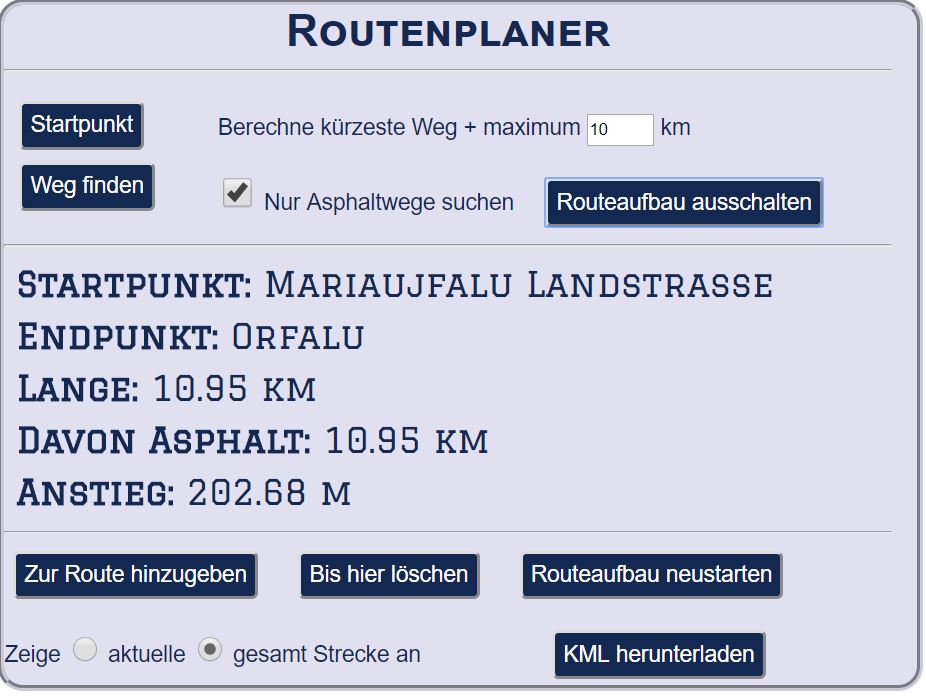 Routenplaner
Startpunkt
Berechne kürzeste Weg + maximum 10 km
Weg finden
Nur Asphaltwege suchen
Routeaufbau ausschalten
Startpunkt: Mariaujfalu Landstrasse
Endpunkt: Orfalu
Lange: 10.95 km
Davon Asphalt: 10.95 km
Anstieg: 202.68 m
Zur Route hinzugeben
Bis hier löschen
Routeaufbau neustarten
Zeige aktuelle gesamt Strecke an
KML herunterladen